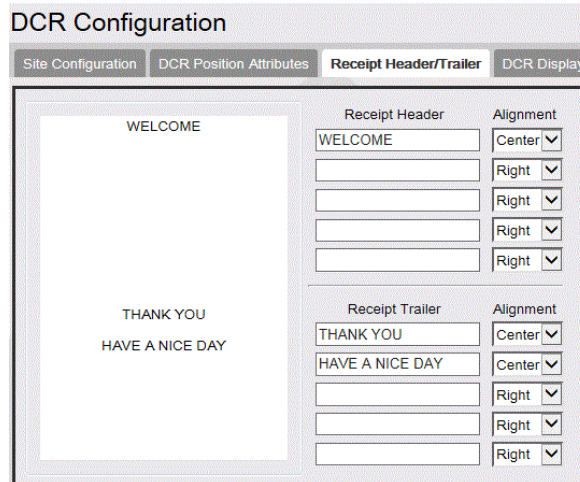 DCR Configuration
Site Configuration DCR Position Attributes Receipt Header/Trailer DCR Display
WELCOME
THANK YOU
HAVE A NICE DAY
Receipt Header Alignment
WELCOME Center
Right
Right
Right
Right
Receipt Trailer Alignment
THANK YOU Center
HAVE A NICE DAY Center
Right
Right
Right